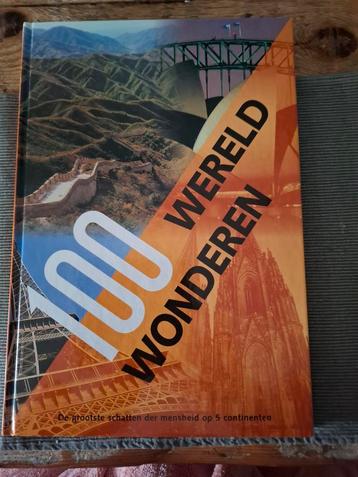 100
WERELD
WONDEREN
De grootste schatten der mensheid op 5 continenten